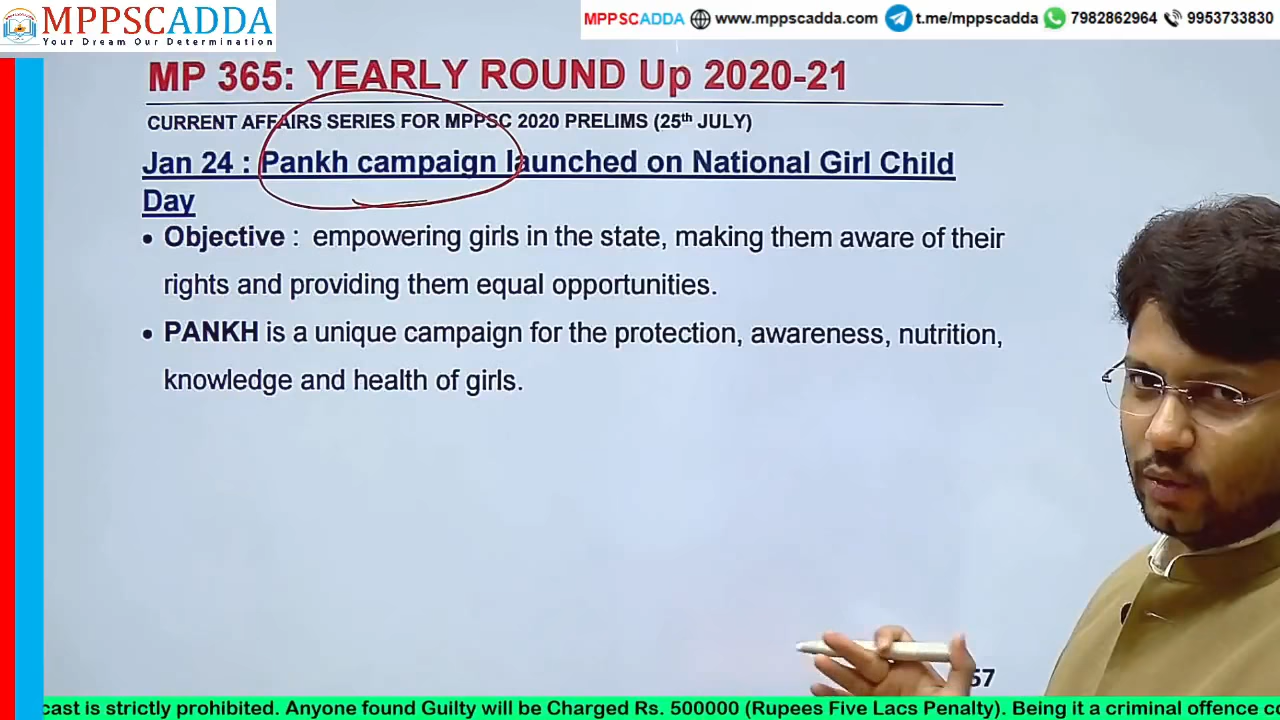 MPPSCADDA
Your Dream Our Determination
MPPSCADDA www.mppscadda.com t.me/mppscadda 7982862964 9953733830
MP 365: YEARLY ROUND Up 2020-21
CURRENT AFFAIRS SERIES FOR MPPSC 2020 PRELIMS (25th JULY)
Jan 24 : Pankh campaign launched on National Girl Child
Day
• Objective : empowering girls in the state, making them aware of their
rights and providing them equal opportunities.
• PANKH is a unique campaign for the protection, awareness, nutrition,
knowledge and health of girls.
57
cast is strictly prohibited. Anyone found Guilty will be Charged Rs. 500000 (Rupees Five Lacs Penalty). Being it a criminal offence co